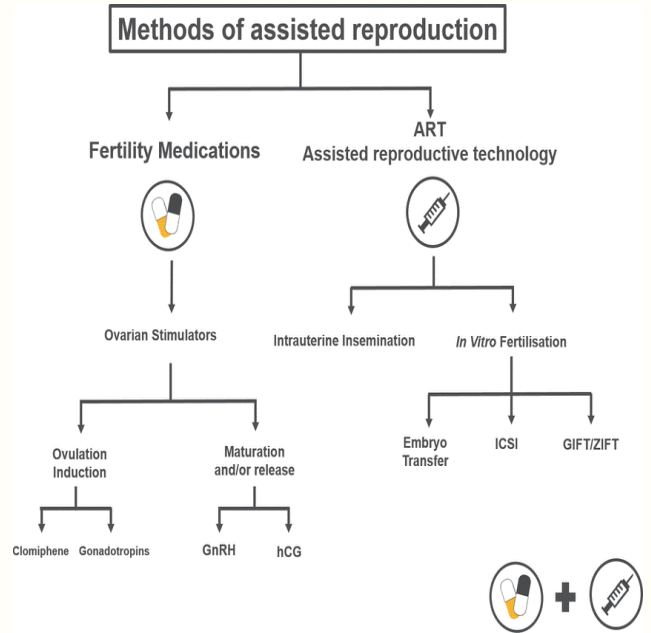 Methods of assisted reproduction
Fertility Medications
ART
Assisted reproductive technology
Ovarian Stimulators
Intrauterine Insemination
In Vitro Fertilisation
Ovulation
Induction
Maturation
and/or release
Embryo
Transfer
ICSI
GIFT/ZIFT
Clomiphene
Gonadotropins
GnRH
hCG